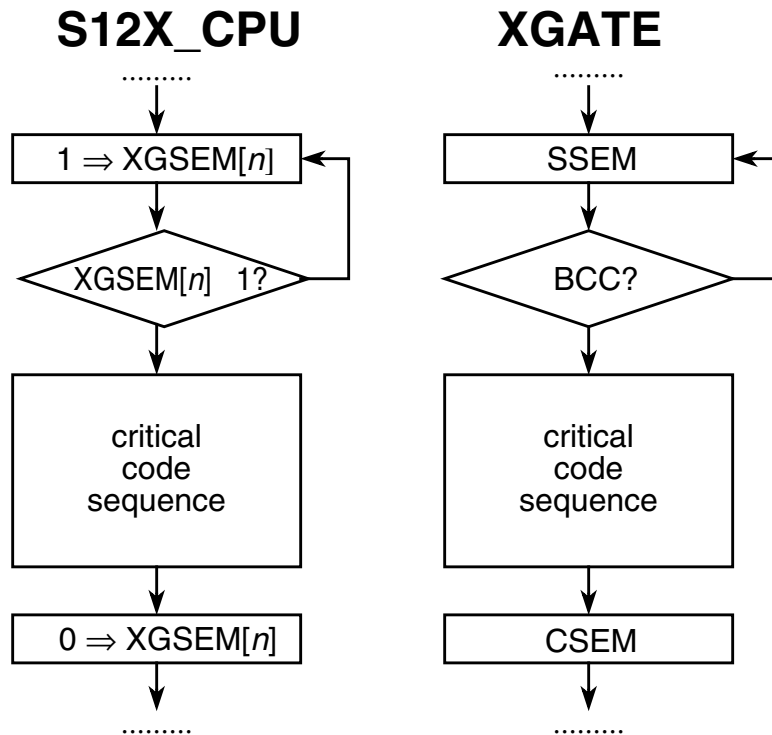 S12X_CPU
.........
1 ⇒ XGSEM[n]
XGSEM[n] 1?
critical
code
sequence
0 ⇒ XGSEM[n]
.........
XGATE
.........
SSEM
BCC?
critical
code
sequence
CSEM
.........